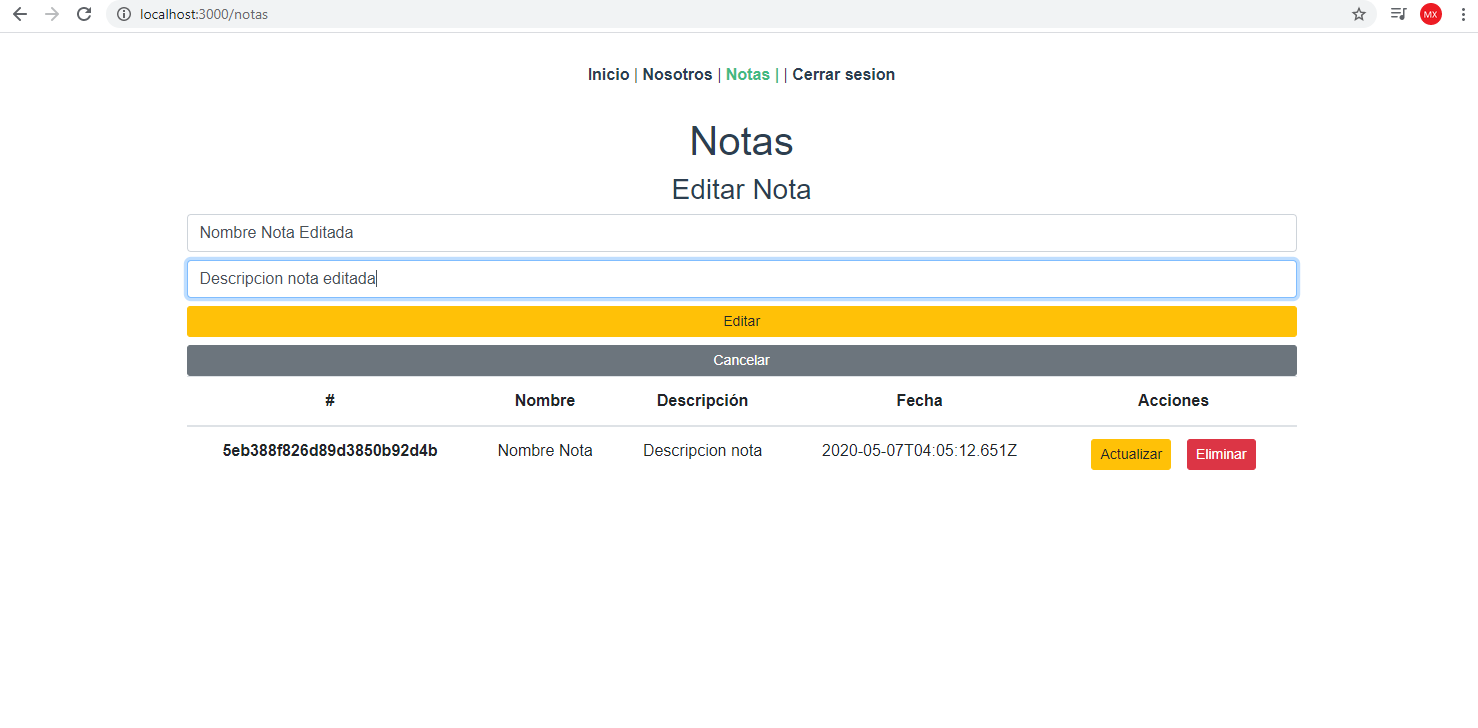 localhost:3000/notas
MX
Inicio | Nosotros | Notas | | Cerrar sesion
Notas
Editar Nota
Nombre Nota Editada
Descripcion nota editada
Editar
Cancelar
# Nombre Descripción Fecha Acciones
5eb388f826d89d3850b92d4b Nombre Nota Descripcion nota 2020-05-07T04:05:12.651Z Actualizar Eliminar